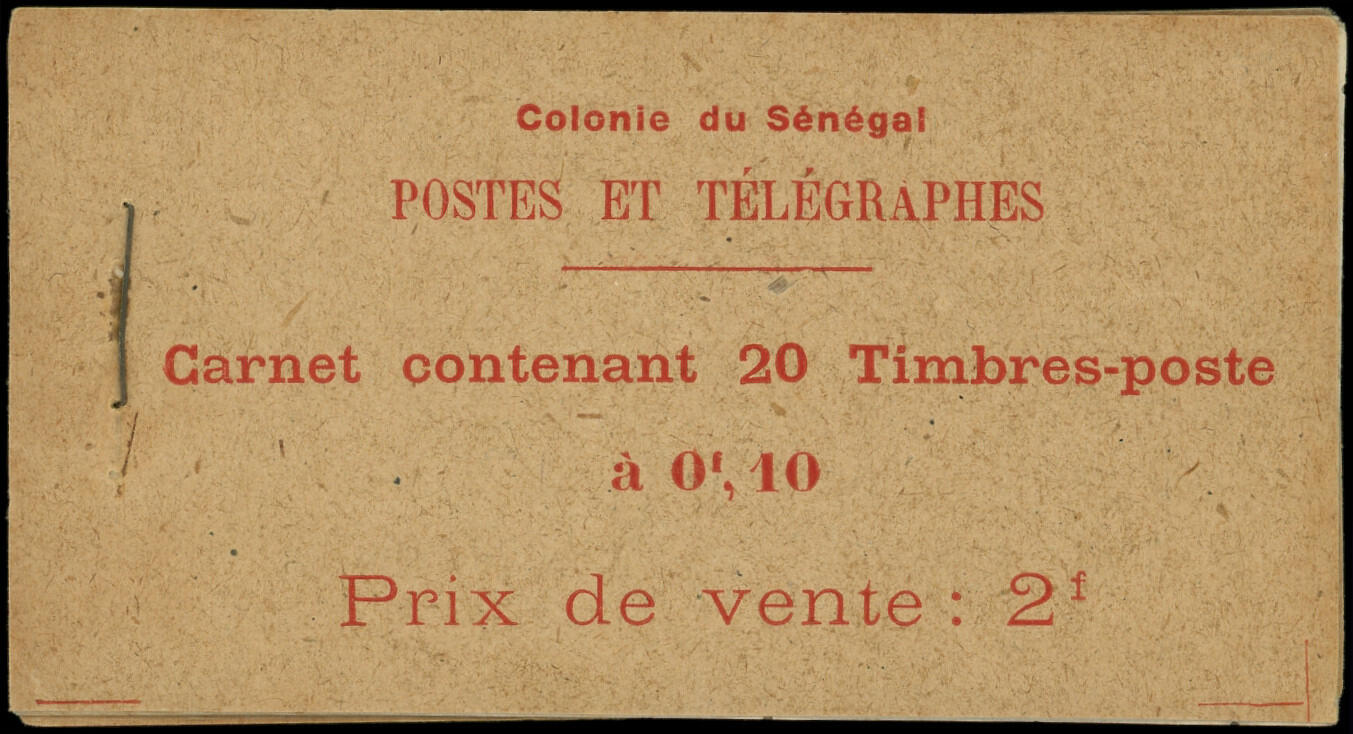 Colonie du Sénégal
POSTES ET TÉLÉGRAPHES
Carnet contenant 20 Timbres-poste
à 0ᶠ, 10
Prix de vente : 2ᶠ